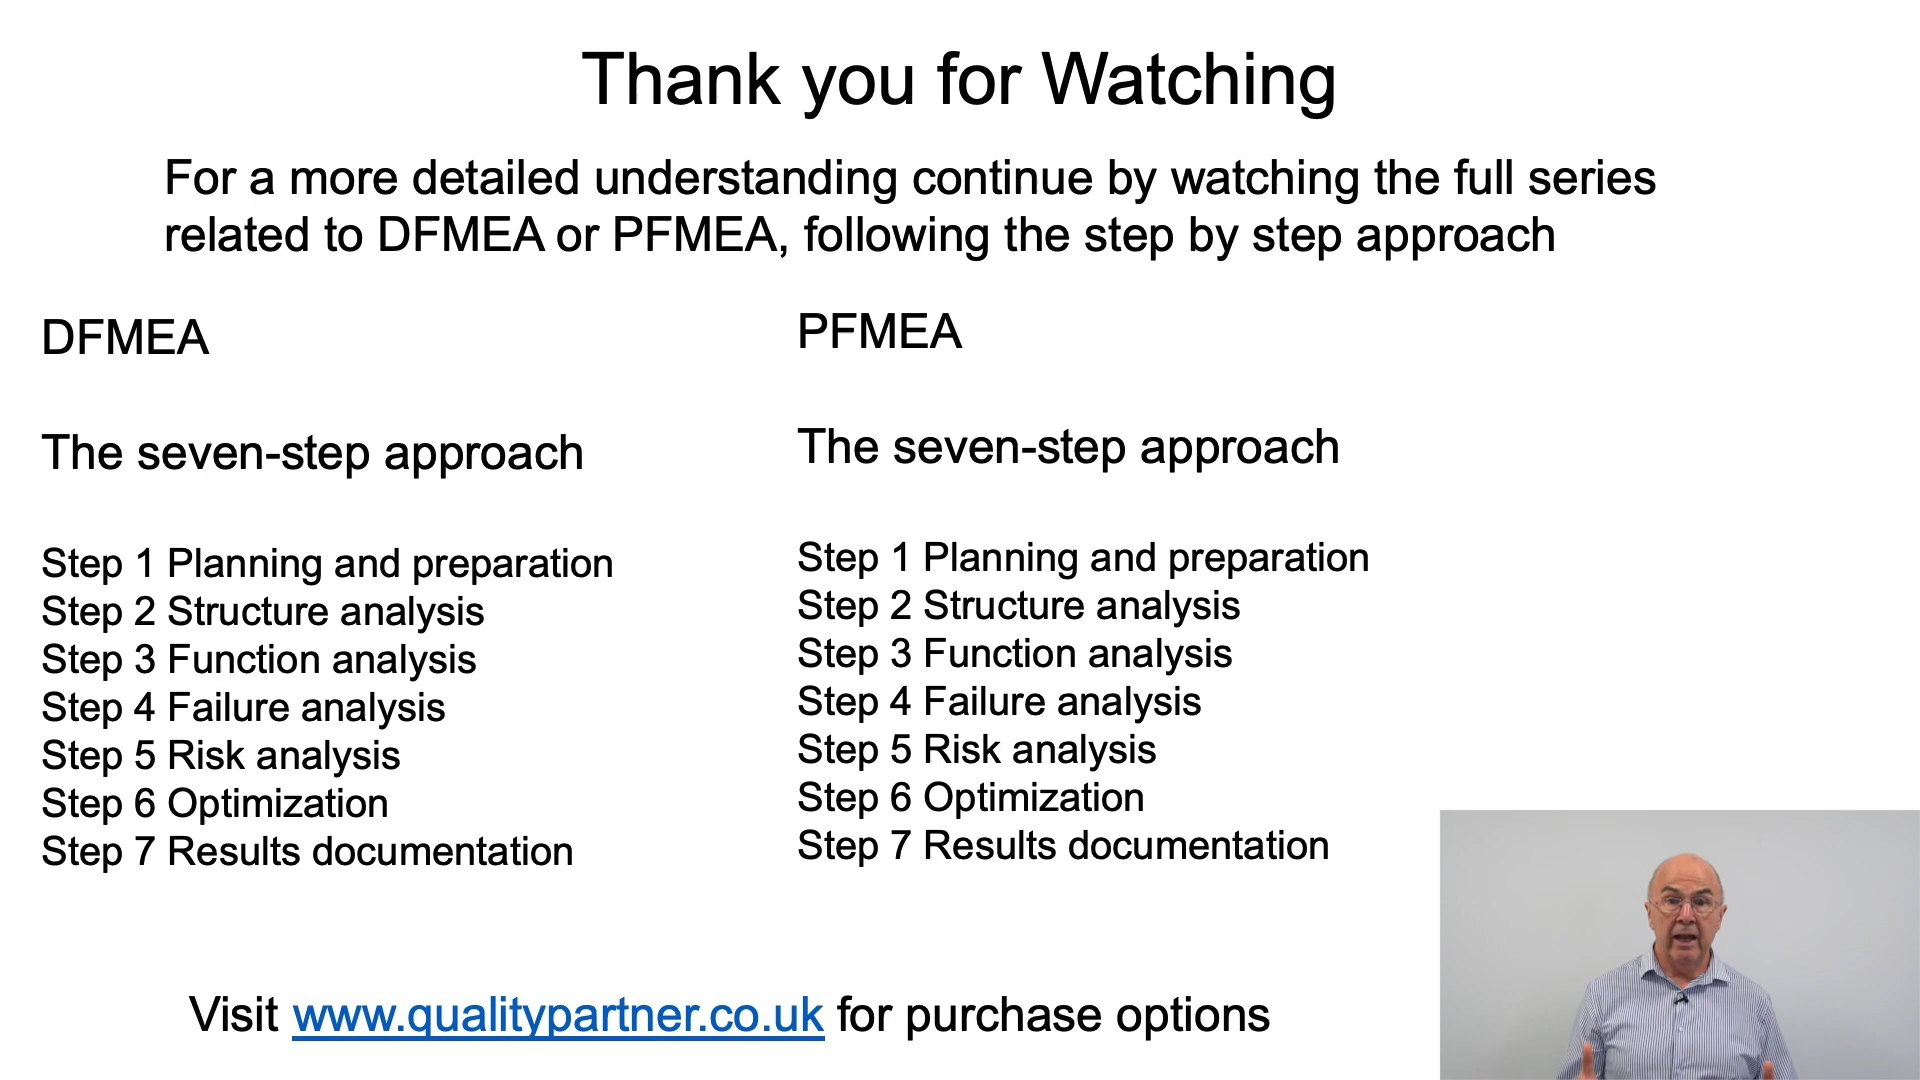 Thank you for Watching
For a more detailed understanding continue by watching the full series
related to DFMEA or PFMEA, following the step by step approach
DFMEA
The seven-step approach
Step 1 Planning and preparation
Step 2 Structure analysis
Step 3 Function analysis
Step 4 Failure analysis
Step 5 Risk analysis
Step 6 Optimization
Step 7 Results documentation
PFMEA
The seven-step approach
Step 1 Planning and preparation
Step 2 Structure analysis
Step 3 Function analysis
Step 4 Failure analysis
Step 5 Risk analysis
Step 6 Optimization
Step 7 Results documentation
Visit www.qualitypartner.co.uk for purchase options